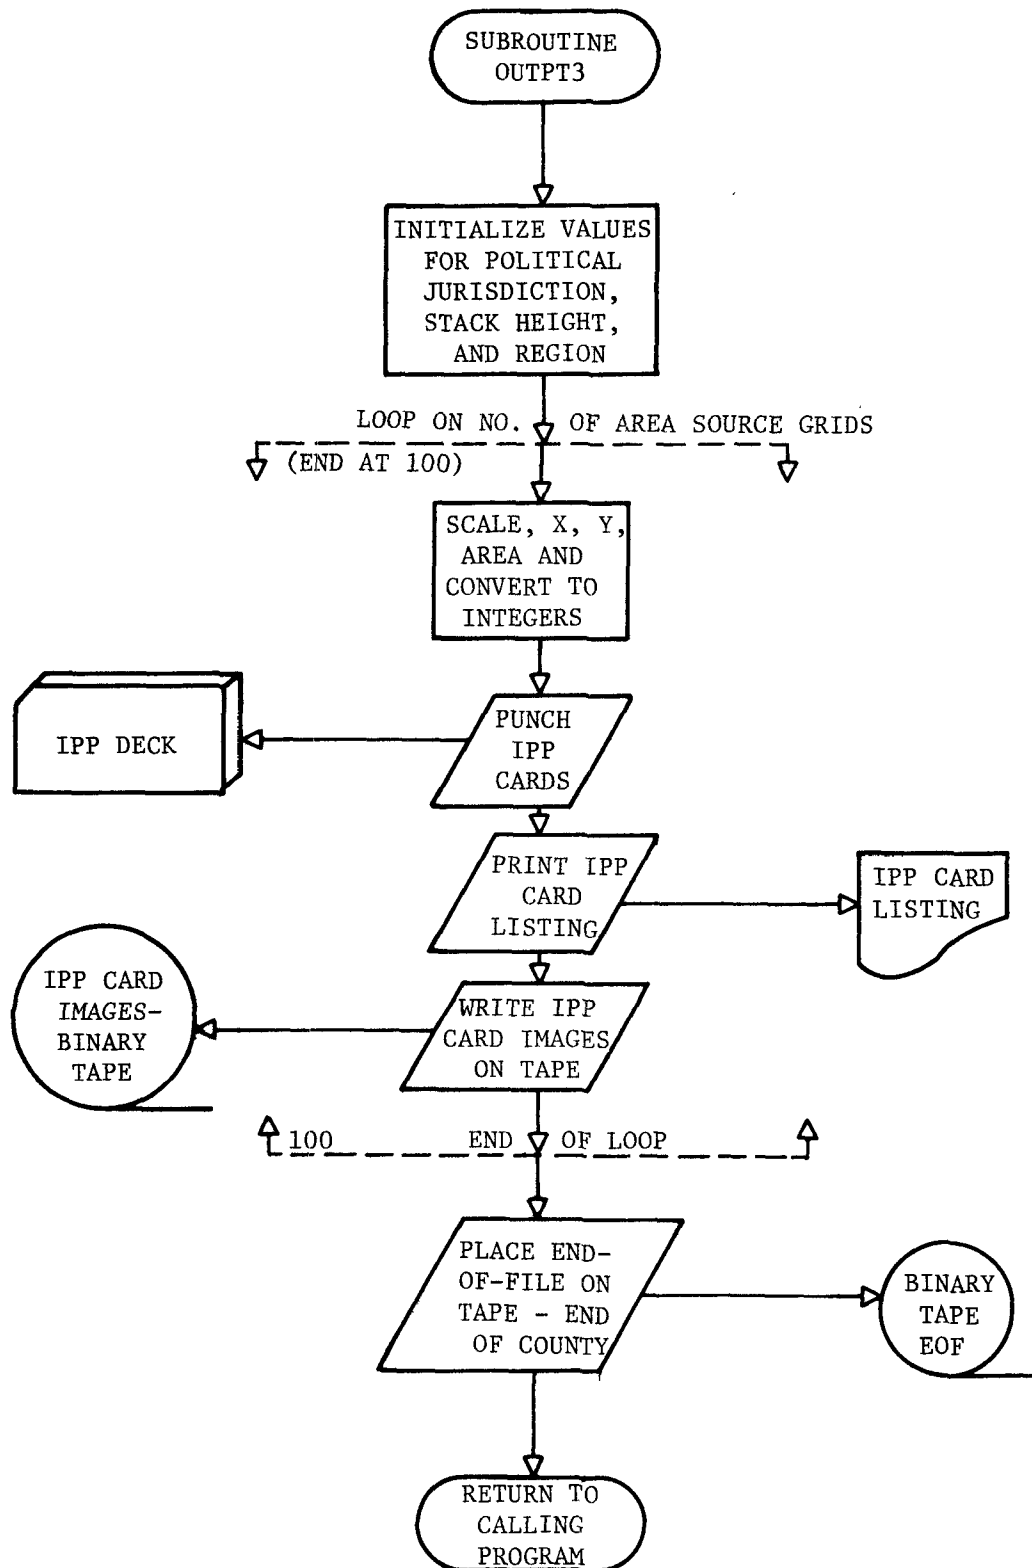 SUBROUTINE
OUTPT3
INITIALIZE VALUES
FOR POLITICAL
JURISDICTION,
STACK HEIGHT,
AND REGION
LOOP ON NO. OF AREA SOURCE GRIDS
(END AT 100)
SCALE, X, Y,
AREA AND
CONVERT TO
INTEGERS
PUNCH
IPP
CARDS
IPP DECK
PRINT IPP
CARD
LISTING
IPP CARD
LISTING
WRITE IPP
CARD IMAGES
ON TAPE
IPP CARD
IMAGES-
BINARY
TAPE
100 END OF LOOP
PLACE END-
OF-FILE ON
TAPE - END
OF COUNTY
BINARY
TAPE
EOF
RETURN TO
CALLING
PROGRAM